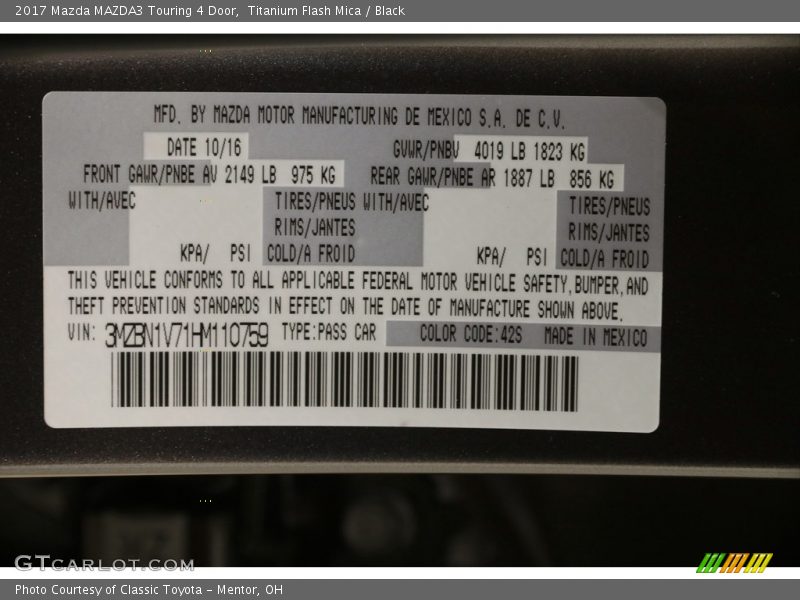 2017 Mazda MAZDA3 Touring 4 Door,  Titanium Flash Mica / Black
MFD. BY MAZDA MOTOR MANUFACTURING DE MEXICO S.A. DE C.V.
DATE 10/16 GVWR/PNBV 4019 LB 1823 KG
FRONT GAWR/PNBE AV 2149 LB 975 KG REAR GAWR/PNBE AR 1887 LB 856 KG
WITH/AVEC TIRES/PNEUS WITH/AVEC TIRES/PNEUS
RIMS/JANTES RIMS/JANTES
KPA/ PSI COLD/A FROID KPA/ PSI COLD/A FROID
THIS VEHICLE CONFORMS TO ALL APPLICABLE FEDERAL MOTOR VEHICLE SAFETY,BUMPER,AND
THEFT PREVENTION STANDARDS IN EFFECT ON THE DATE OF MANUFACTURE SHOWN ABOVE.
VIN: 3MZBN1V71HM110759 TYPE:PASS CAR COLOR CODE:42S MADE IN MEXICO
GTCARLOT.COM
Photo Courtesy of Classic Toyota - Mentor, OH